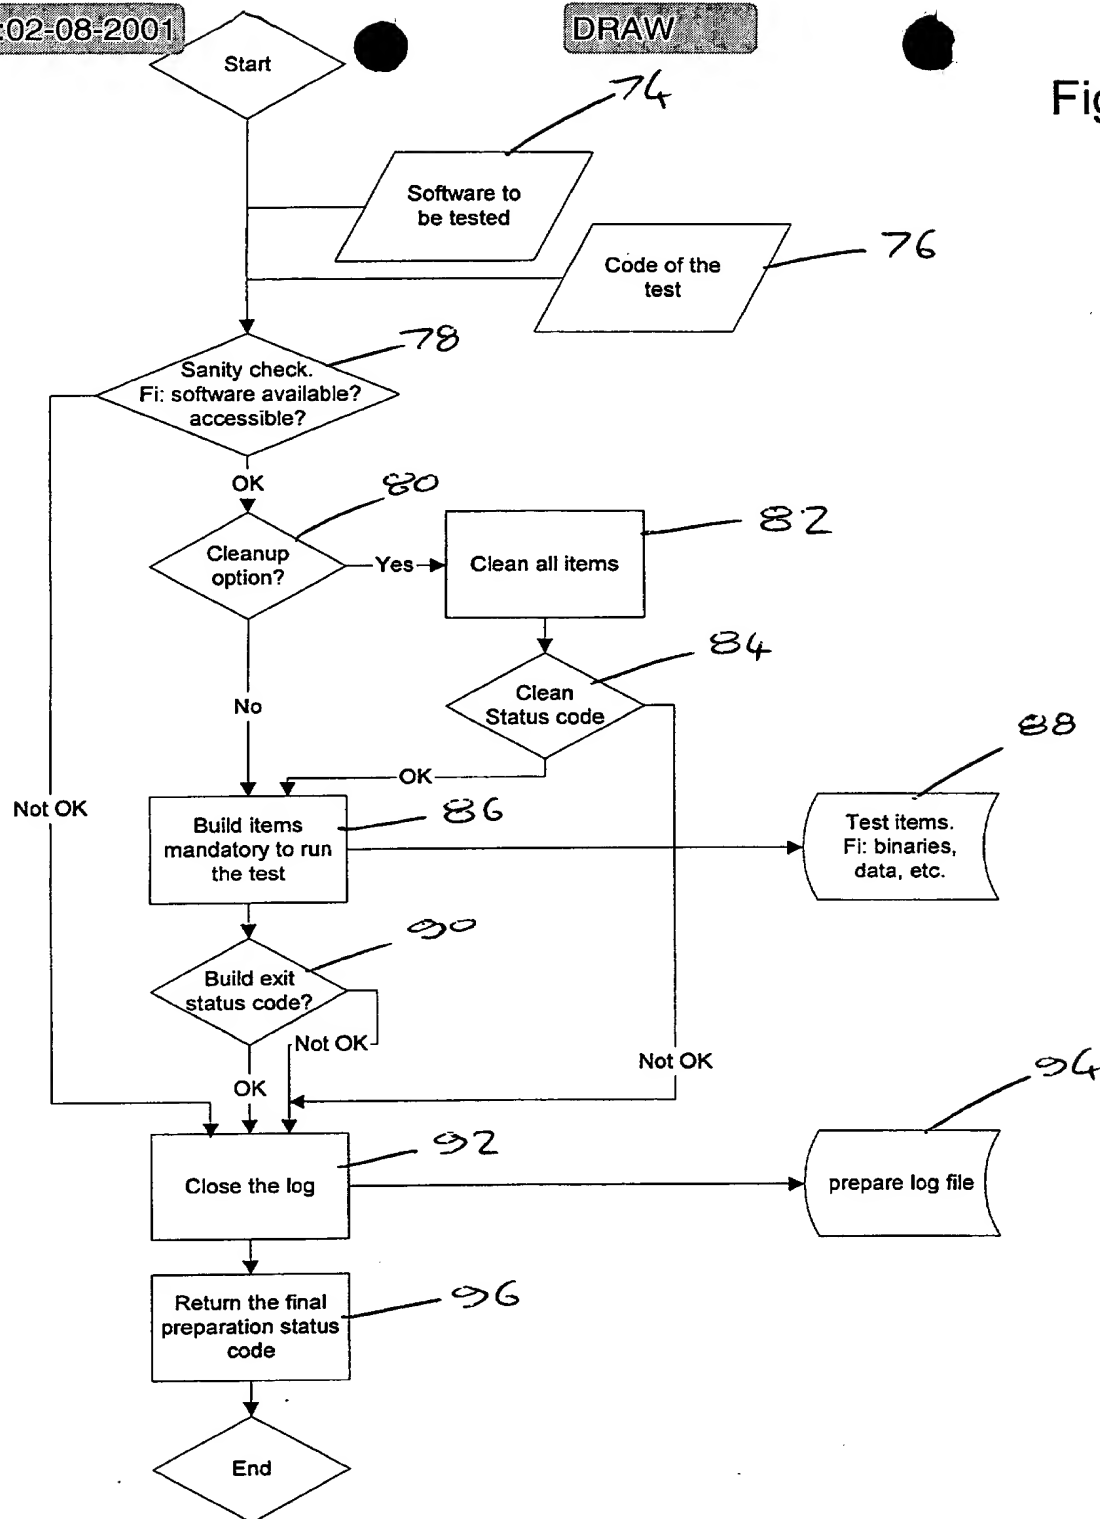 :02-08-2001
DRAW
Fig
Start
74
Software to
be tested
76
Code of the
test
78
Sanity check.
Fi: software available?
accessible?
OK
80
Cleanup
option?
Yes
82
Clean all items
84
Clean
Status code
No
OK
88
Not OK
86
Build items
mandatory to run
the test
Test items.
Fi: binaries,
data, etc.
90
Build exit
status code?
Not OK
OK
Not OK
94
92
Close the log
prepare log file
96
Return the final
preparation status
code
End